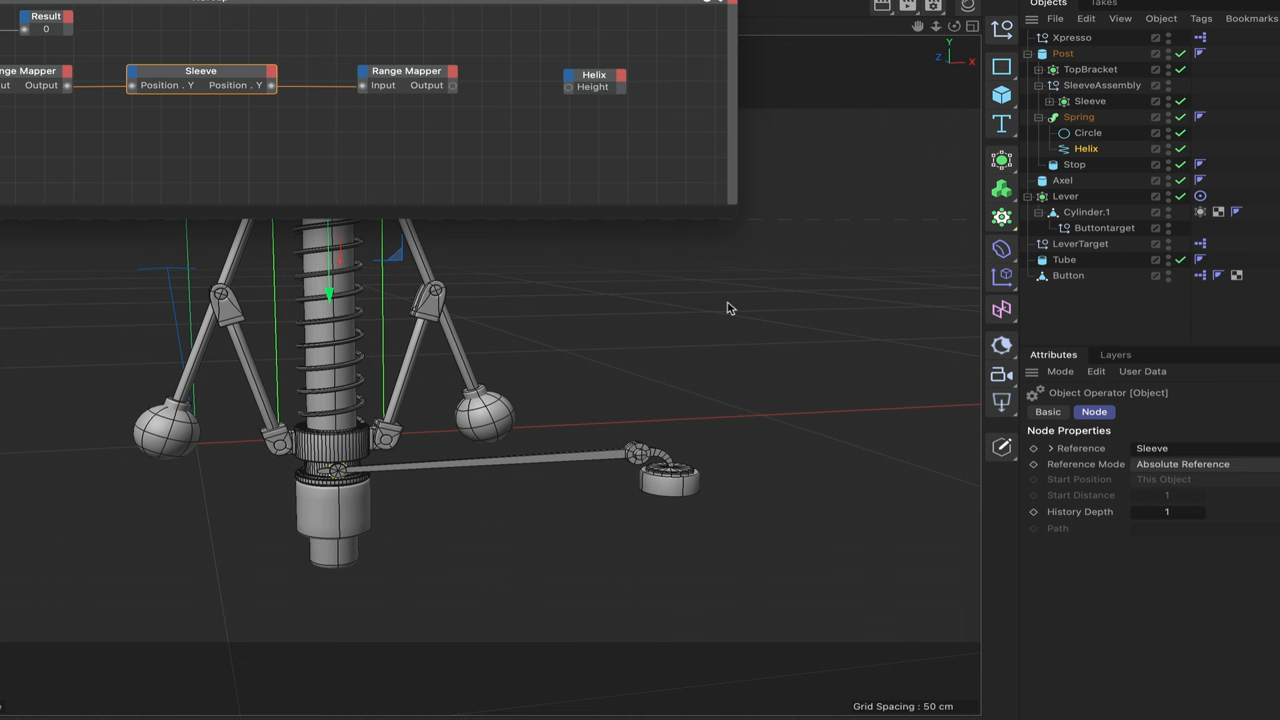 Objects Takes
File Edit View Object Tags Bookmarks
Result
0
Mapper Sleeve Range Mapper Helix
Output Position . Y Position . Y Input Output Height
Y
Z X
Xpresso
Post
TopBracket
SleeveAssembly
Sleeve
Spring
Circle
Helix
Stop
Axel
Lever
Cylinder.1
Buttontarget
LeverTarget
Tube
Button
Attributes Layers
Mode Edit User Data
Object Operator [Object]
Basic Node
Node Properties
Reference Sleeve
Reference Mode Absolute Reference
Start Position This Object
Start Distance 1
History Depth 1
Path
Grid Spacing : 50 cm